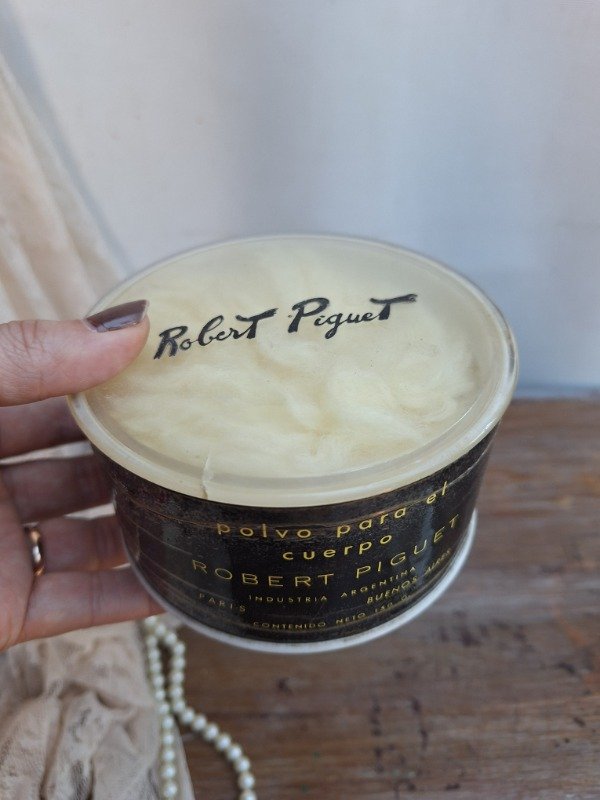 Robert Piguet
polvo para el
cuerpo
ROBERT PIGUET
INDUSTRIA ARGENTINA
PARIS BUENOS AIRES
CONTENIDO NETO